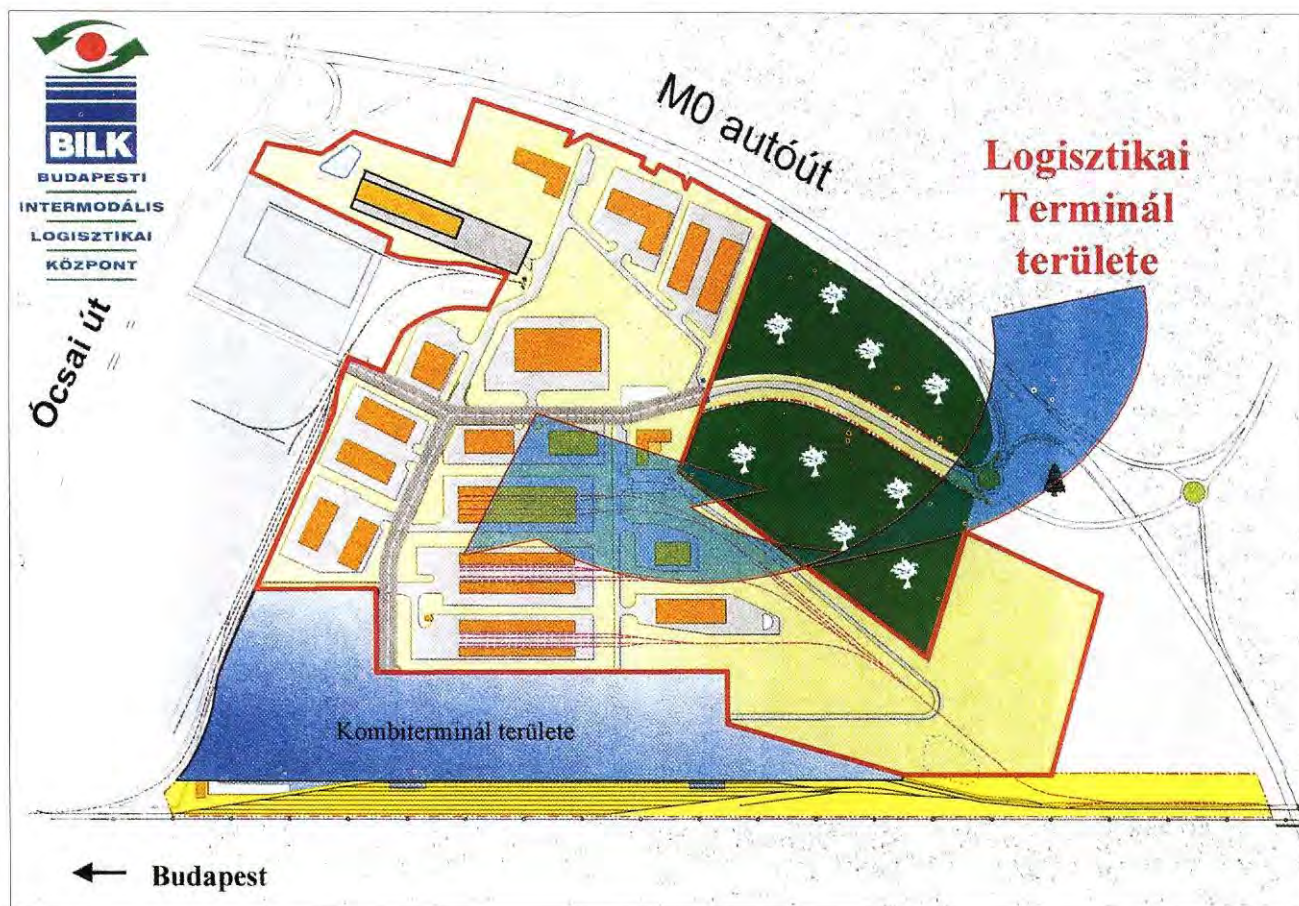 BILK
BUDAPESTI
INTERMODÁLIS
LOGISZTIKAI
KÖZPONT
M0 autóút
Logisztikai
Terminál
területe
Ócsai út
Kombiterminál területe
Budapest